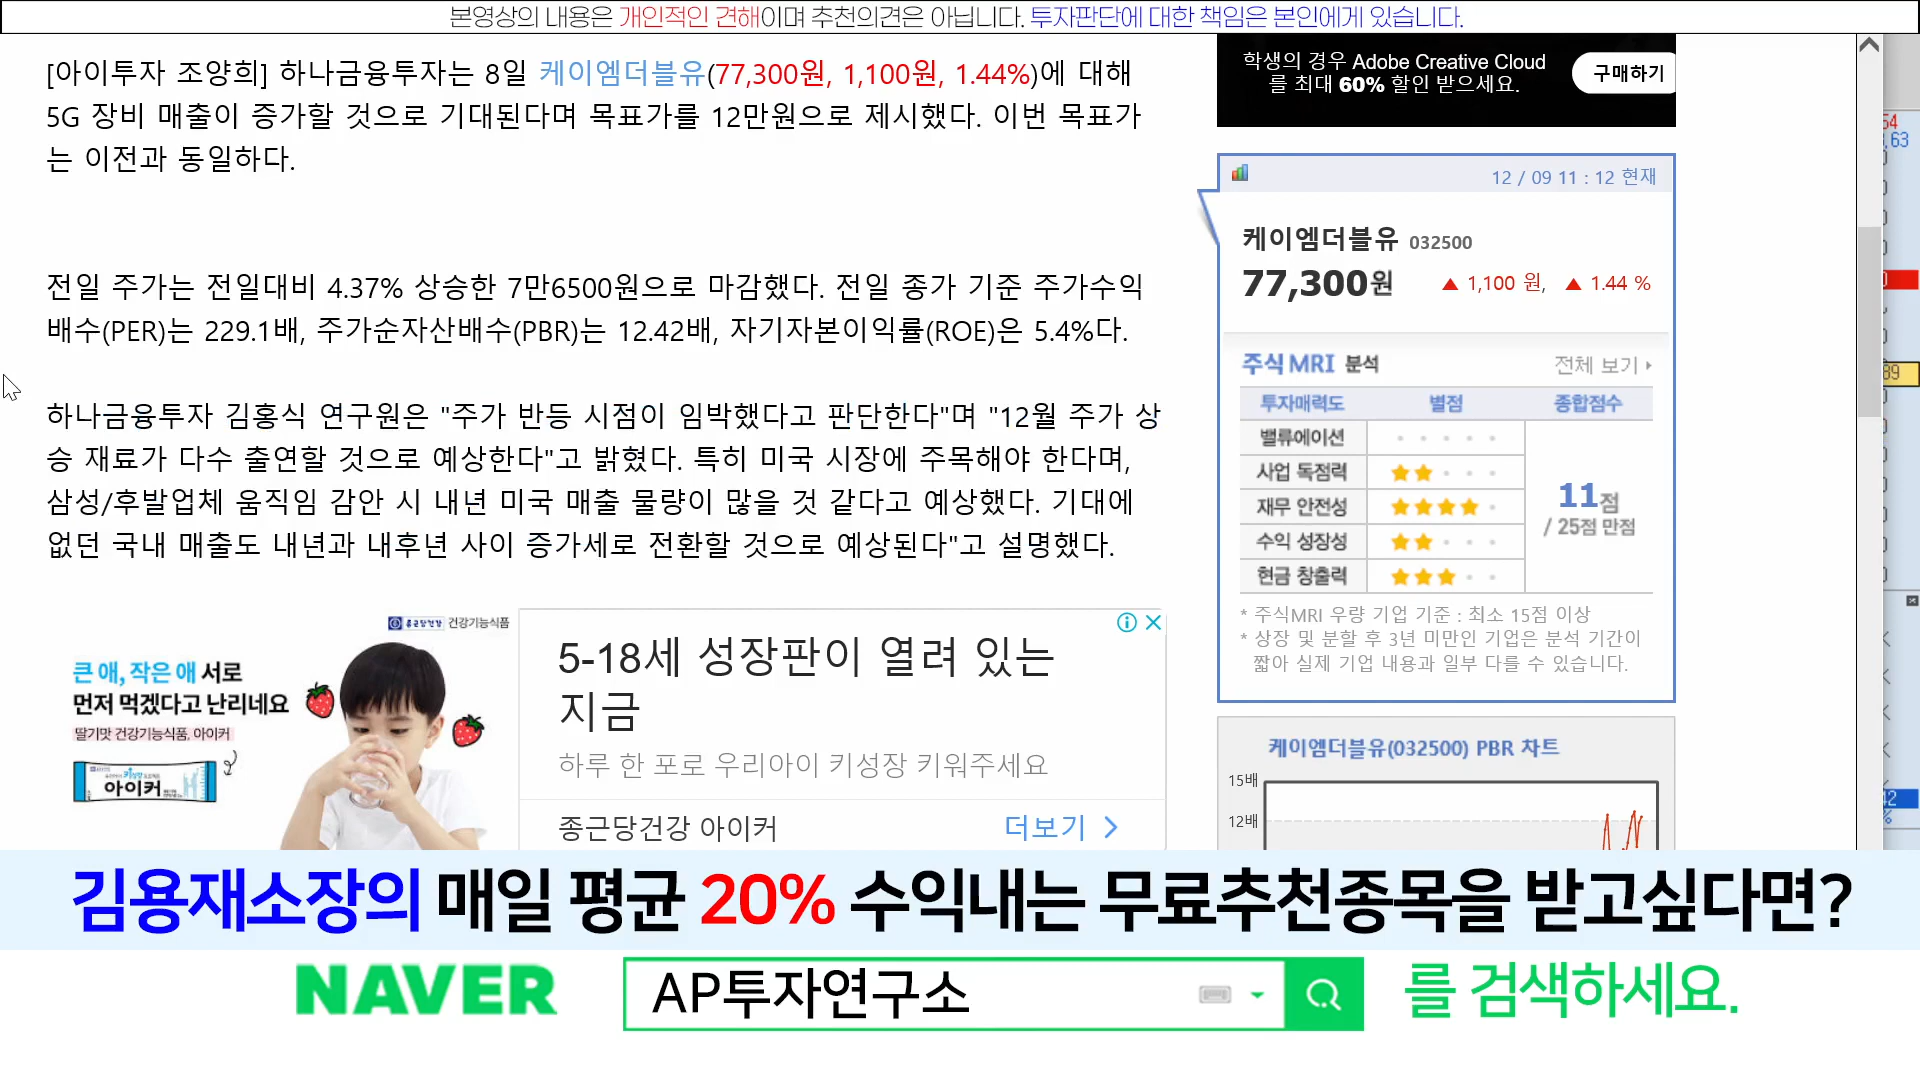 본영상의 내용은 개인적인 견해이며 추천의견은 아닙니다. 투자판단에 대한 책임은 본인에게 있습니다.
[아이투자 조양희] 하나금융투자는 8일 케이엠더블유(77,300원, 1,100원, 1.44%)에 대해
5G 장비 매출이 증가할 것으로 기대된다며 목표가를 12만원으로 제시했다. 이번 목표가
는 이전과 동일하다.
전일 주가는 전일대비 4.37% 상승한 7만6500원으로 마감했다. 전일 종가 기준 주가수익
배수(PER)는 229.1배, 주가순자산배수(PBR)는 12.42배, 자기자본이익률(ROE)은 5.4%다.
하나금융투자 김홍식 연구원은 "주가 반등 시점이 임박했다고 판단한다"며 "12월 주가 상
승 재료가 다수 출연할 것으로 예상한다"고 밝혔다. 특히 미국 시장에 주목해야 한다며,
삼성/후발업체 움직임 감안 시 내년 미국 매출 물량이 많을 것 같다고 예상했다. 기대에
없던 국내 매출도 내년과 내후년 사이 증가세로 전환할 것으로 예상된다"고 설명했다.
종근당건강 건강기능식품
큰 애, 작은 애 서로
먼저 먹겠다고 난리네요
딸기맛 건강기능식품, 아이커
아이커
5-18세 성장판이 열려 있는
지금
하루 한 포로 우리아이 키성장 키워주세요
종근당건강 아이커
더보기
학생의 경우 Adobe Creative Cloud
를 최대 60% 할인 받으세요.
구매하기
12 / 09 11 : 12 현재
케이엠더블유 032500
77,300원 ▲ 1,100 원, ▲ 1.44 %
주식MRI 분석
전체 보기
투자매력도 별점 종합점수
밸류에이션
사업 독점력
재무 안전성
수익 성장성
현금 창출력
11점
/ 25점 만점
* 주식MRI 우량 기업 기준 : 최소 15점 이상
* 상장 및 분할 후 3년 미만인 기업은 분석 기간이
짧아 실제 기업 내용과 일부 다를 수 있습니다.
케이엠더블유(032500) PBR 차트
15배
12배
김용재소장의 매일 평균 20% 수익내는 무료추천종목을 받고싶다면?
NAVER
AP투자연구소
를 검색하세요.